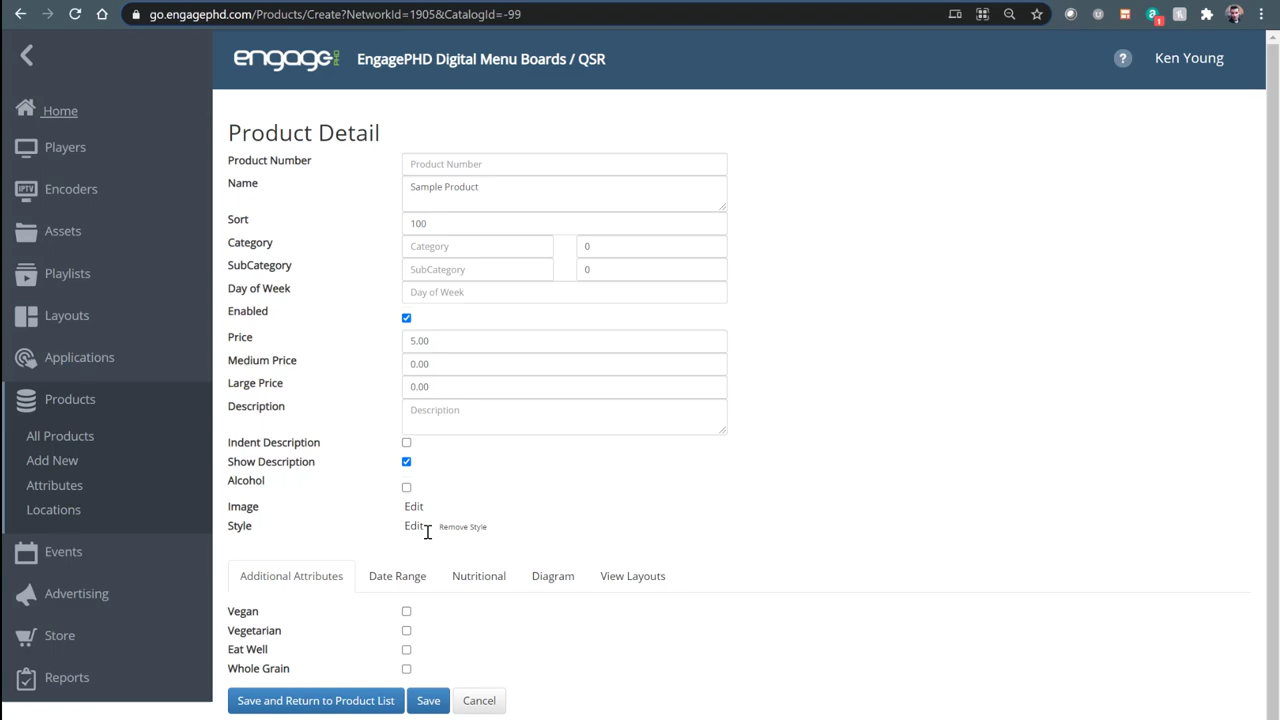 go.engagephd.com/Products/Create?NetworkId=1905&CatalogId=-99
1
engage PHD
EngagePHD Digital Menu Boards / QSR
?
Ken Young
Home
Players
IPTV
Encoders
Assets
Playlists
Layouts
Applications
Products
All Products
Add New
Attributes
Locations
Events
Advertising
Store
Reports
Product Detail
Product Number Product Number
Name Sample Product
Sort 100
Category Category 0
SubCategory SubCategory 0
Day of Week Day of Week
Enabled
Price 5.00
Medium Price 0.00
Large Price 0.00
Description Description
Indent Description
Show Description
Alcohol
Image Edit
Style Edit Remove Style
Additional Attributes Date Range Nutritional Diagram View Layouts
Vegan
Vegetarian
Eat Well
Whole Grain
Save and Return to Product List Save Cancel